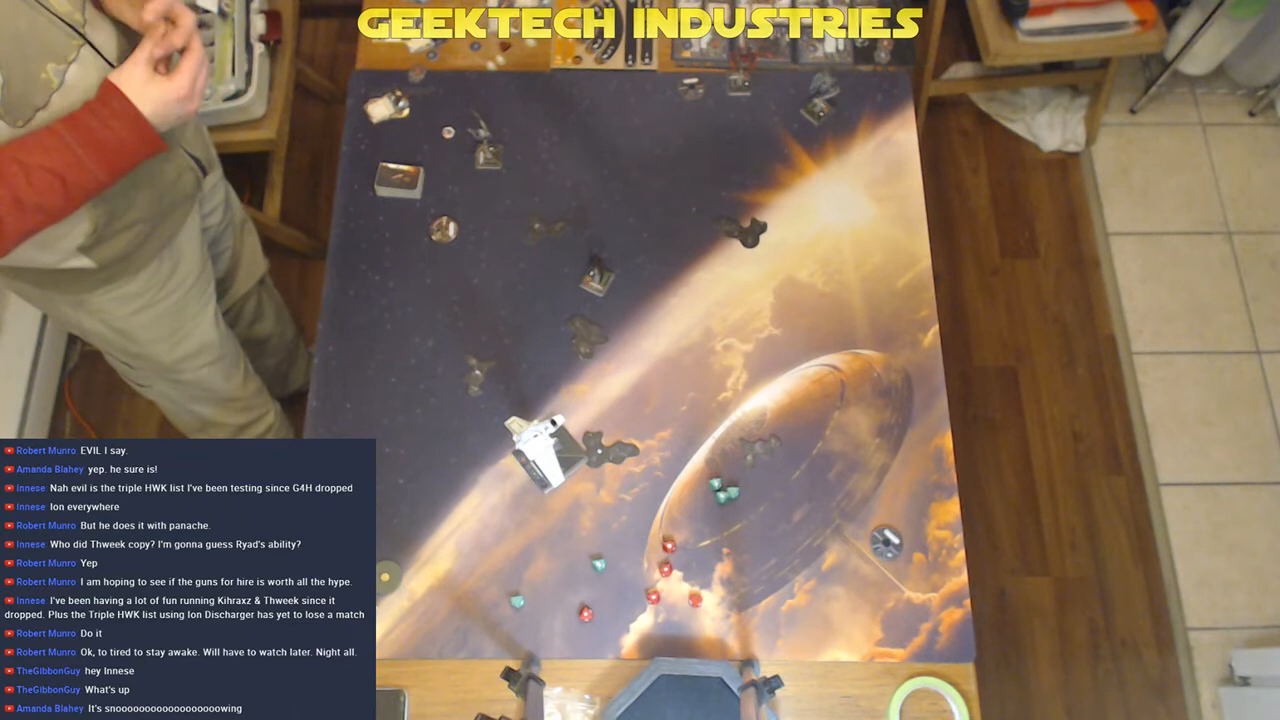 GEEKTECH INDUSTRIES
Robert Munro EVIL I say.
Amanda Blahey yep. he sure is!
Innese Nah evil is the triple HWK list I've been testing since G4H dropped
Innese Ion everywhere
Robert Munro But he does it with panache.
Innese Who did Thweek copy? I'm gonna guess Ryad's ability?
Robert Munro Yep
Robert Munro I am hoping to see if the guns for hire is worth all the hype.
Innese I've been having a lot of fun running Kihraxz & Thweek since it
dropped. Plus the Triple HWK list using Ion Discharger has yet to lose a match
Robert Munro Do it
Robert Munro Ok, to tired to stay awake. Will have to watch later. Night all.
TheGibbonGuy hey Innese
TheGibbonGuy What's up
Amanda Blahey It's snooooooooooooooooowing